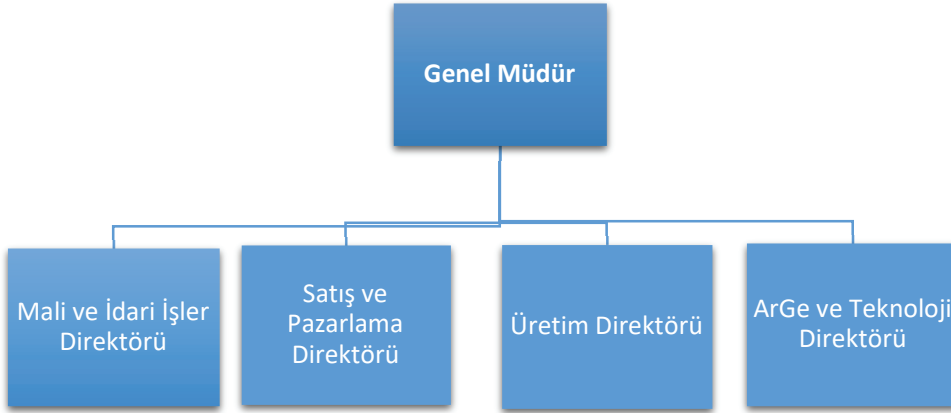 Genel Müdür
Mali ve İdari İşler
Direktörü
Satış ve
Pazarlama
Direktörü
Üretim Direktörü
ArGe ve Teknoloji
Direktörü